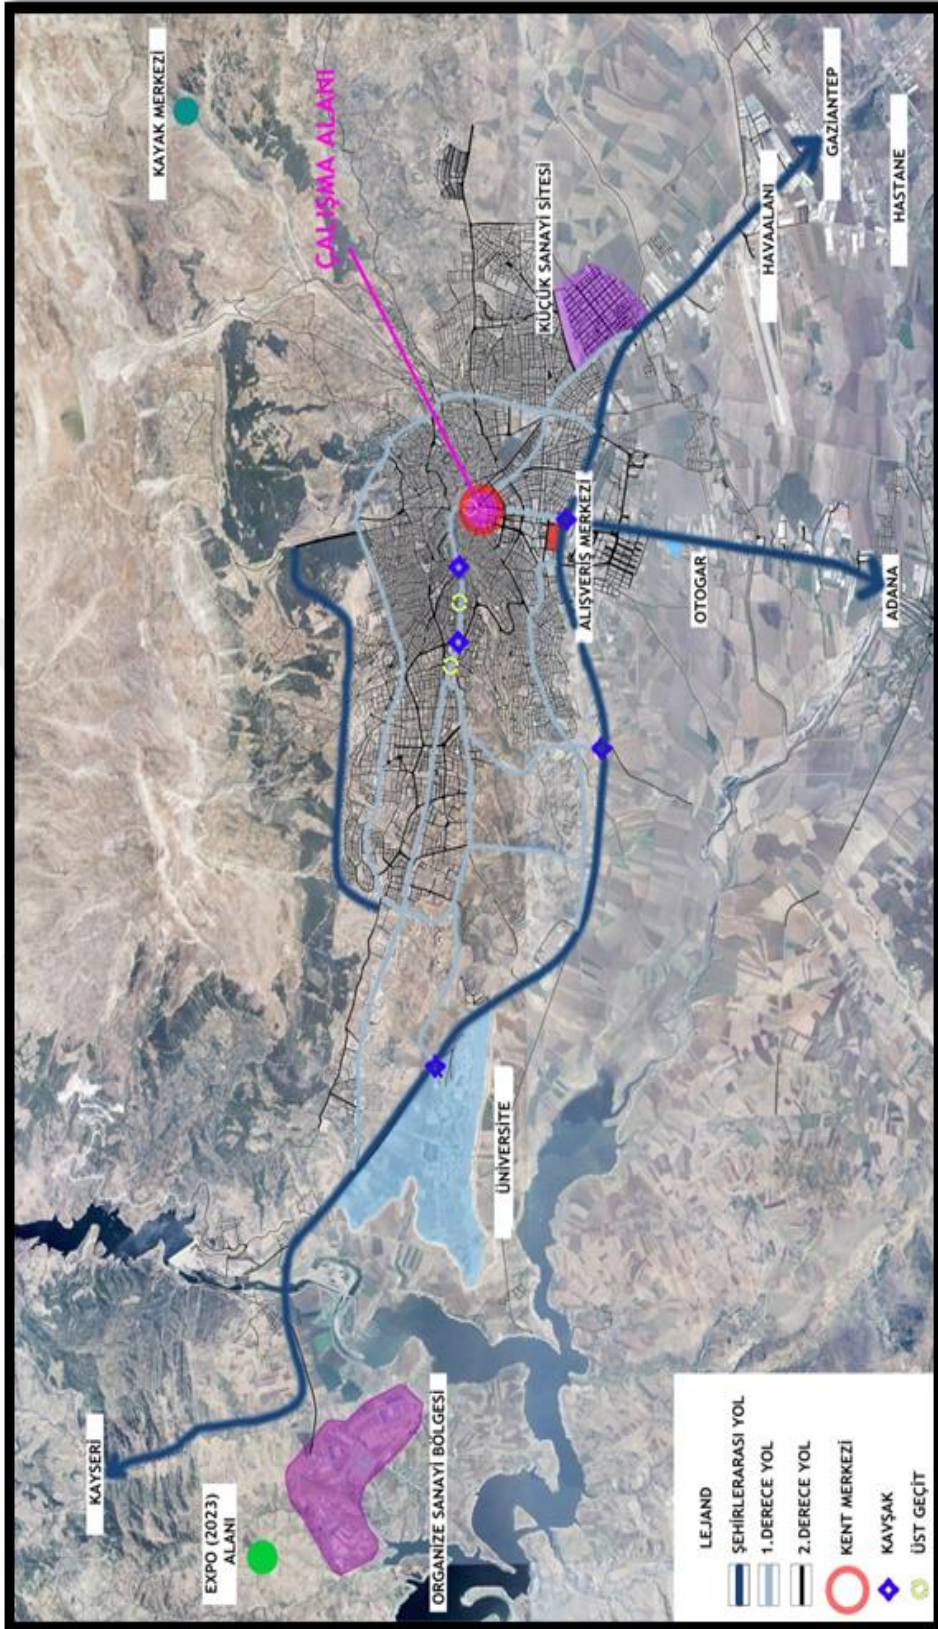 KAYAK MERKEZİ
ÇALIŞMA ALANI
KÜÇÜK SANAYİ SİTESİ
HAVAALANI
GAZİANTEP
HASTANE
ALIŞVERİŞ MERKEZİ
OTOGAR
ADANA
ÜNİVERSİTE
KAYSERİ
EXPO (2023)
ALANI
ORGANİZE SANAYİ BÖLGESİ
LEJAND
ŞEHİRLERARASI YOL
1.DERECE YOL
2.DERECE YOL
KENT MERKEZİ
KAVŞAK
ÜST GEÇİT